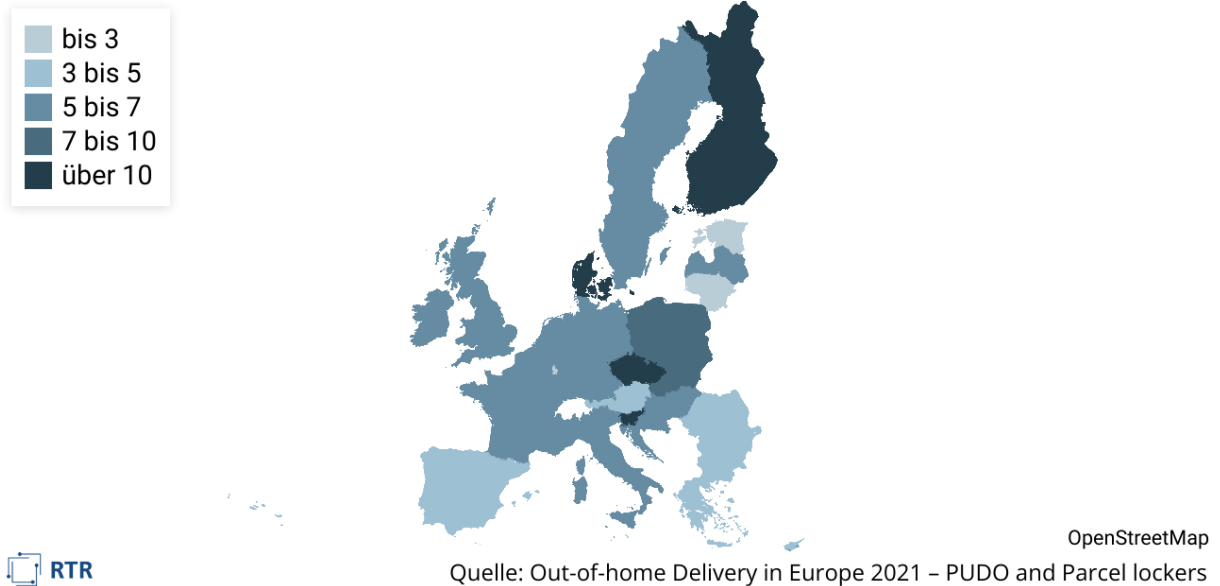 bis 3
3 bis 5
5 bis 7
7 bis 10
über 10
OpenStreetMap
RTR
Quelle: Out-of-home Delivery in Europe 2021 – PUDO and Parcel lockers